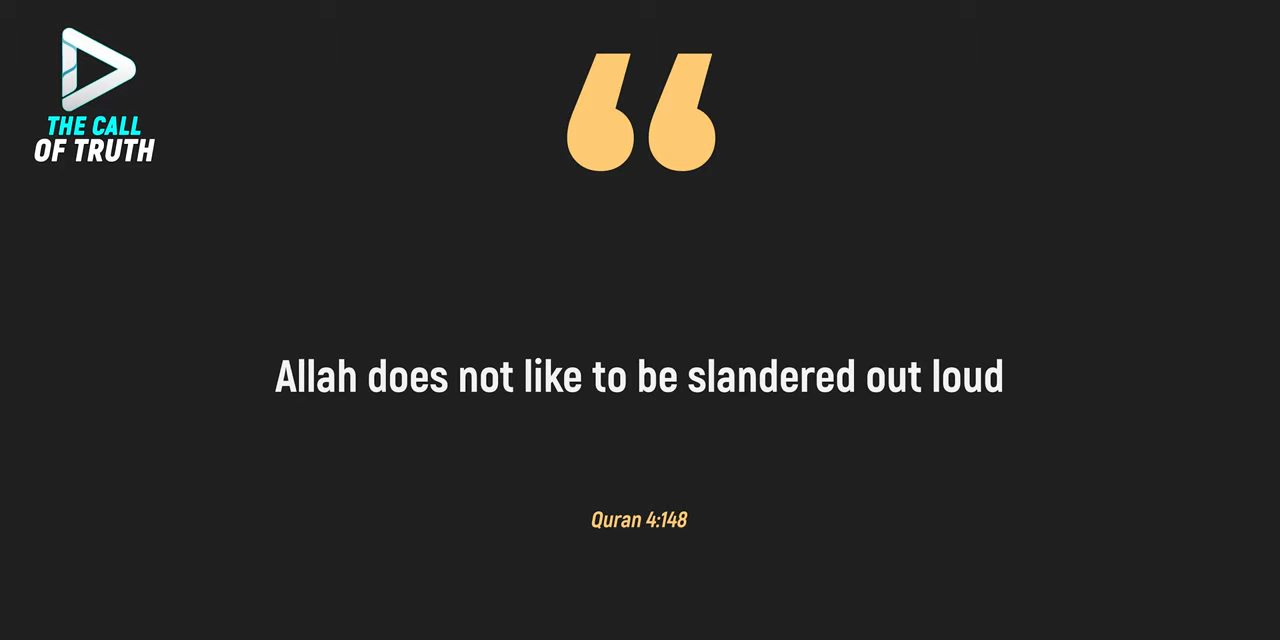 THE CALL
OF TRUTH
“
Allah does not like to be slandered out loud
Quran 4:148